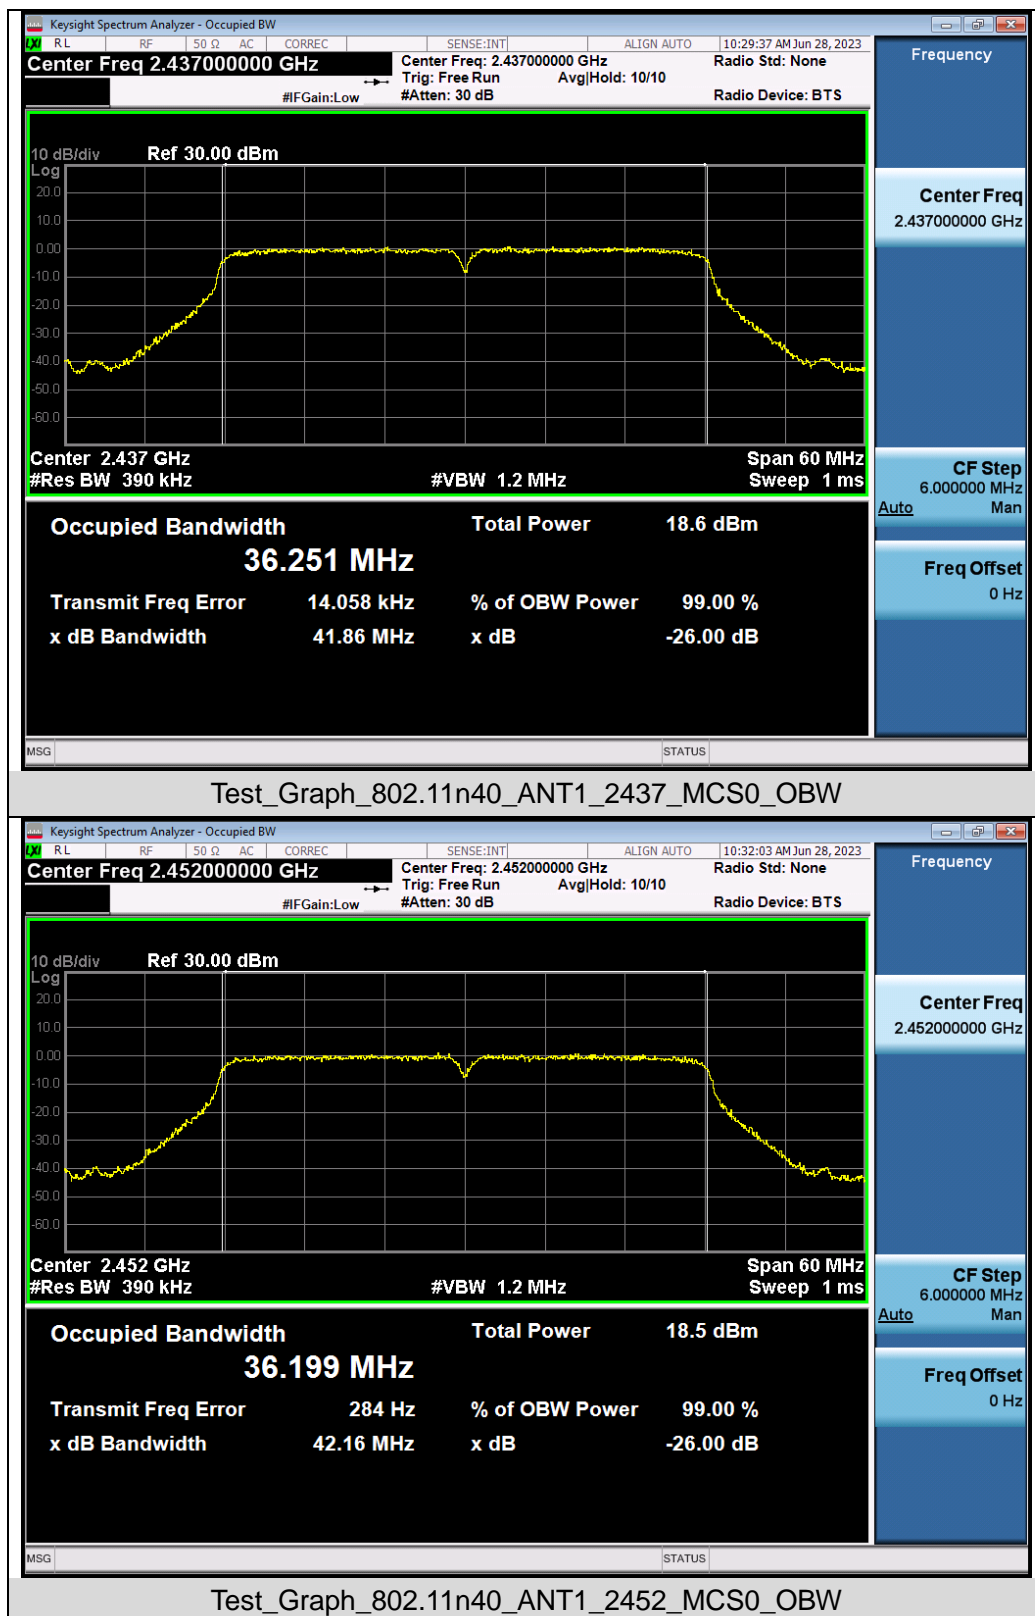 Keysight Spectrum Analyzer - Occupied BW
LXI RL RF 50 Ω AC CORREC SENSE:INT ALIGN AUTO 10:29:37 AM Jun 28, 2023
Center Freq 2.437000000 GHz Center Freq: 2.437000000 GHz Radio Std: None
Trig: Free Run Avg|Hold: 10/10
#IFGain:Low #Atten: 30 dB Radio Device: BTS
Frequency
10 dB/div Ref 30.00 dBm
Log
20.0
10.0
0.00
-10.0
-20.0
-30.0
-40.0
-50.0
-60.0
Center 2.437 GHz Span 60 MHz
#Res BW 390 kHz #VBW 1.2 MHz Sweep 1 ms
Center Freq
2.437000000 GHz
CF Step
6.000000 MHz
Auto Man
Freq Offset
0 Hz
Occupied Bandwidth Total Power 18.6 dBm
36.251 MHz
Transmit Freq Error 14.058 kHz % of OBW Power 99.00 %
x dB Bandwidth 41.86 MHz x dB -26.00 dB
MSG STATUS
Test_Graph_802.11n40_ANT1_2437_MCS0_OBW
Keysight Spectrum Analyzer - Occupied BW
LXI RL RF 50 Ω AC CORREC SENSE:INT ALIGN AUTO 10:32:03 AM Jun 28, 2023
Center Freq 2.452000000 GHz Center Freq: 2.452000000 GHz Radio Std: None
Trig: Free Run Avg|Hold: 10/10
#IFGain:Low #Atten: 30 dB Radio Device: BTS
Frequency
10 dB/div Ref 30.00 dBm
Log
20.0
10.0
0.00
-10.0
-20.0
-30.0
-40.0
-50.0
-60.0
Center 2.452 GHz Span 60 MHz
#Res BW 390 kHz #VBW 1.2 MHz Sweep 1 ms
Center Freq
2.452000000 GHz
CF Step
6.000000 MHz
Auto Man
Freq Offset
0 Hz
Occupied Bandwidth Total Power 18.5 dBm
36.199 MHz
Transmit Freq Error 284 Hz % of OBW Power 99.00 %
x dB Bandwidth 42.16 MHz x dB -26.00 dB
MSG STATUS
Test_Graph_802.11n40_ANT1_2452_MCS0_OBW